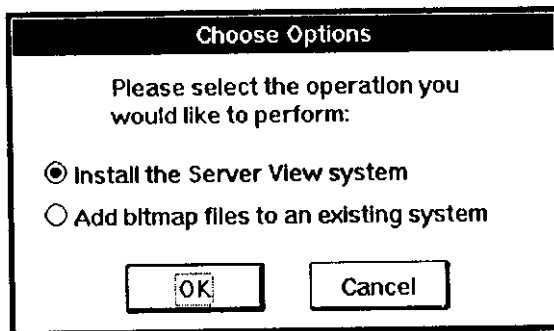 Choose Options
Please select the operation you
would like to perform:
Install the Server View system
Add bitmap files to an existing system
OK
Cancel